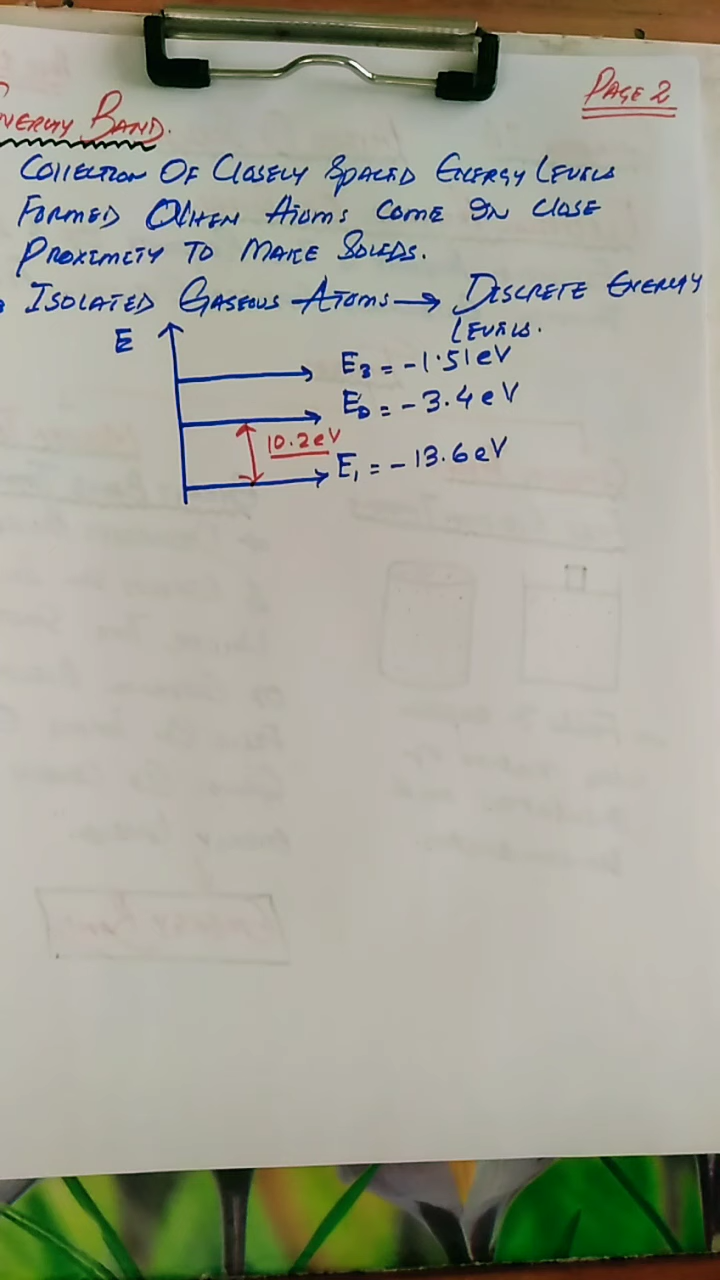 PAGE 2
ENERGY BAND.
COLLECTION OF CLOSELY SPACED ENERGY LEVELS
FORMED WHEN ATOMS COME IN CLOSE
PROXIMITY TO MAKE SOLIDS.
ISOLATED GASEOUS ATOMS → DISCRETE ENERGY
LEVELS.
E
E3 = -1.51eV
E2 = -3.4eV
10.2eV
E1 = -13.6eV